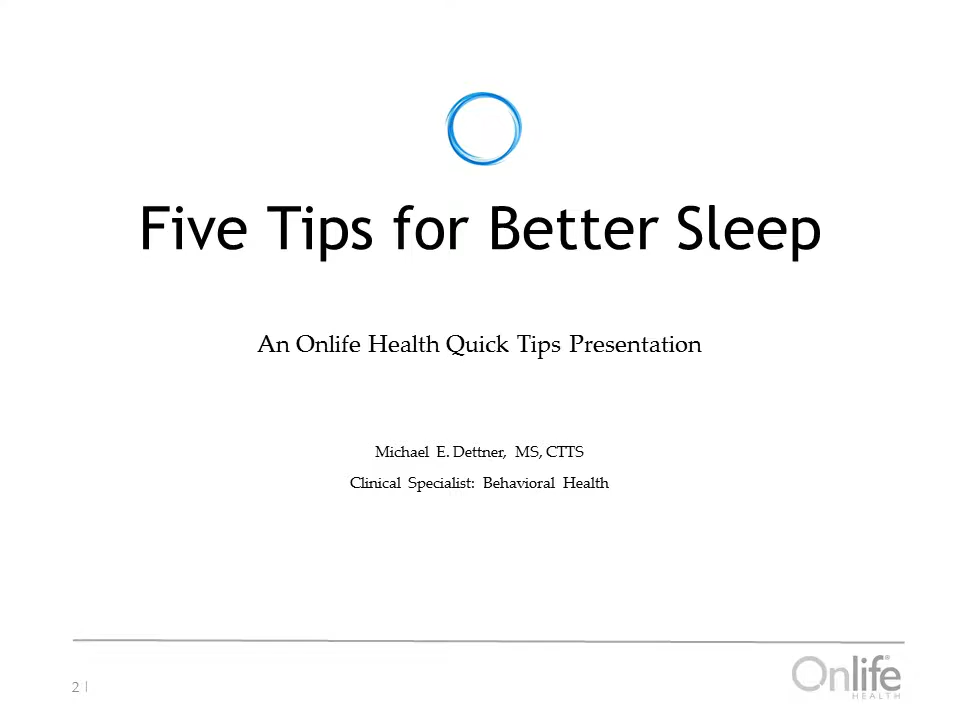 Five Tips for Better Sleep
An Onlife Health Quick Tips Presentation
Michael E. Dettner, MS, CTTS
Clinical Specialist: Behavioral Health
2 |
Onlife®
HEALTH